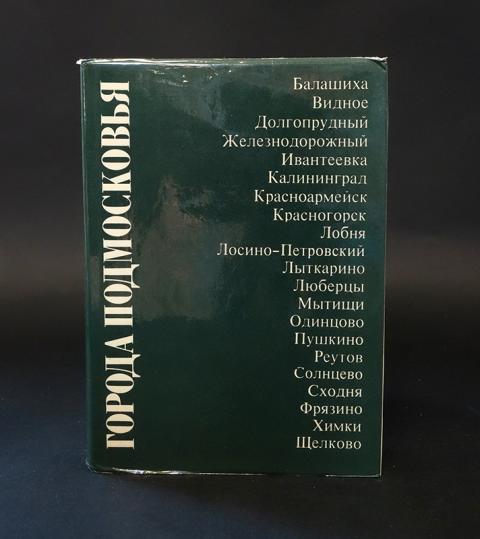 ГОРОДА ПОДМОСКОВЬЯ
Балашиха
Видное
Долгопрудный
Железнодорожный
Ивантеевка
Калининград
Красноармейск
Красногорск
Лобня
Лосино-Петровский
Лыткарино
Люберцы
Мытищи
Одинцово
Пушкино
Реутов
Солнцево
Сходня
Фрязино
Химки
Щелково